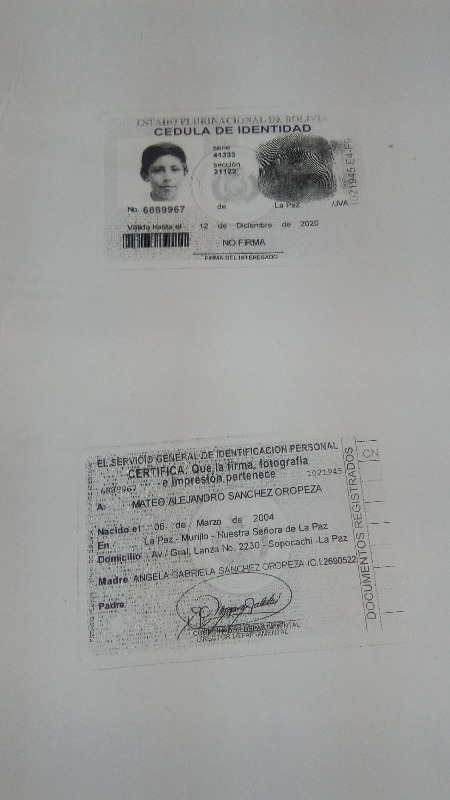 ESTADO PLURINACIONAL DE BOLIVIA
CEDULA DE IDENTIDAD
serie
41333
sección
21122
No. 6889967 de La Paz /JVA
Válida hasta el 12 de Diciembre de 2020
NO FIRMA
FIRMA DEL INTERESADO
1021945 E4-F9
EL SERVICIO GENERAL DE IDENTIFICACION PERSONAL
CERTIFICA: Que la firma, fotografía
e impresión pertenece
6889967 1021945
A: MATEO ALEJANDRO SANCHEZ OROPEZA
Nacido el 06 de Marzo de 2004
En La Paz - Murillo - Nuestra Señora de La Paz
Domicilio Av./ Gral. Lanza No. 2230 - Sopocachi -La Paz
Madre ANGELA GABRIELA SANCHEZ OROPEZA /C.I.2690522
Padre
DIRECTOR DEPARTAMENTAL
DOCUMENTOS REGISTRADOS